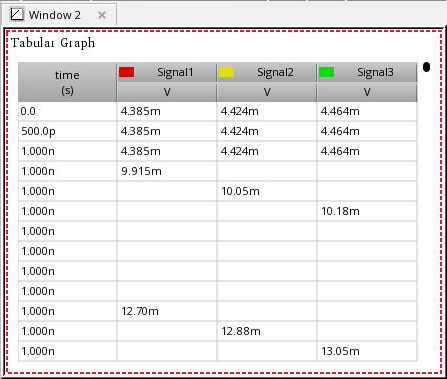 Window 2
Tabular Graph
time Signal1 Signal2 Signal3
(s) V V V
0.0 4.385m 4.424m 4.464m
500.0p 4.385m 4.424m 4.464m
1.000n 4.385m 4.424m 4.464m
1.000n 9.915m
1.000n 10.05m
1.000n 10.18m
1.000n
1.000n
1.000n
1.000n
1.000n 12.70m
1.000n 12.88m
1.000n 13.05m